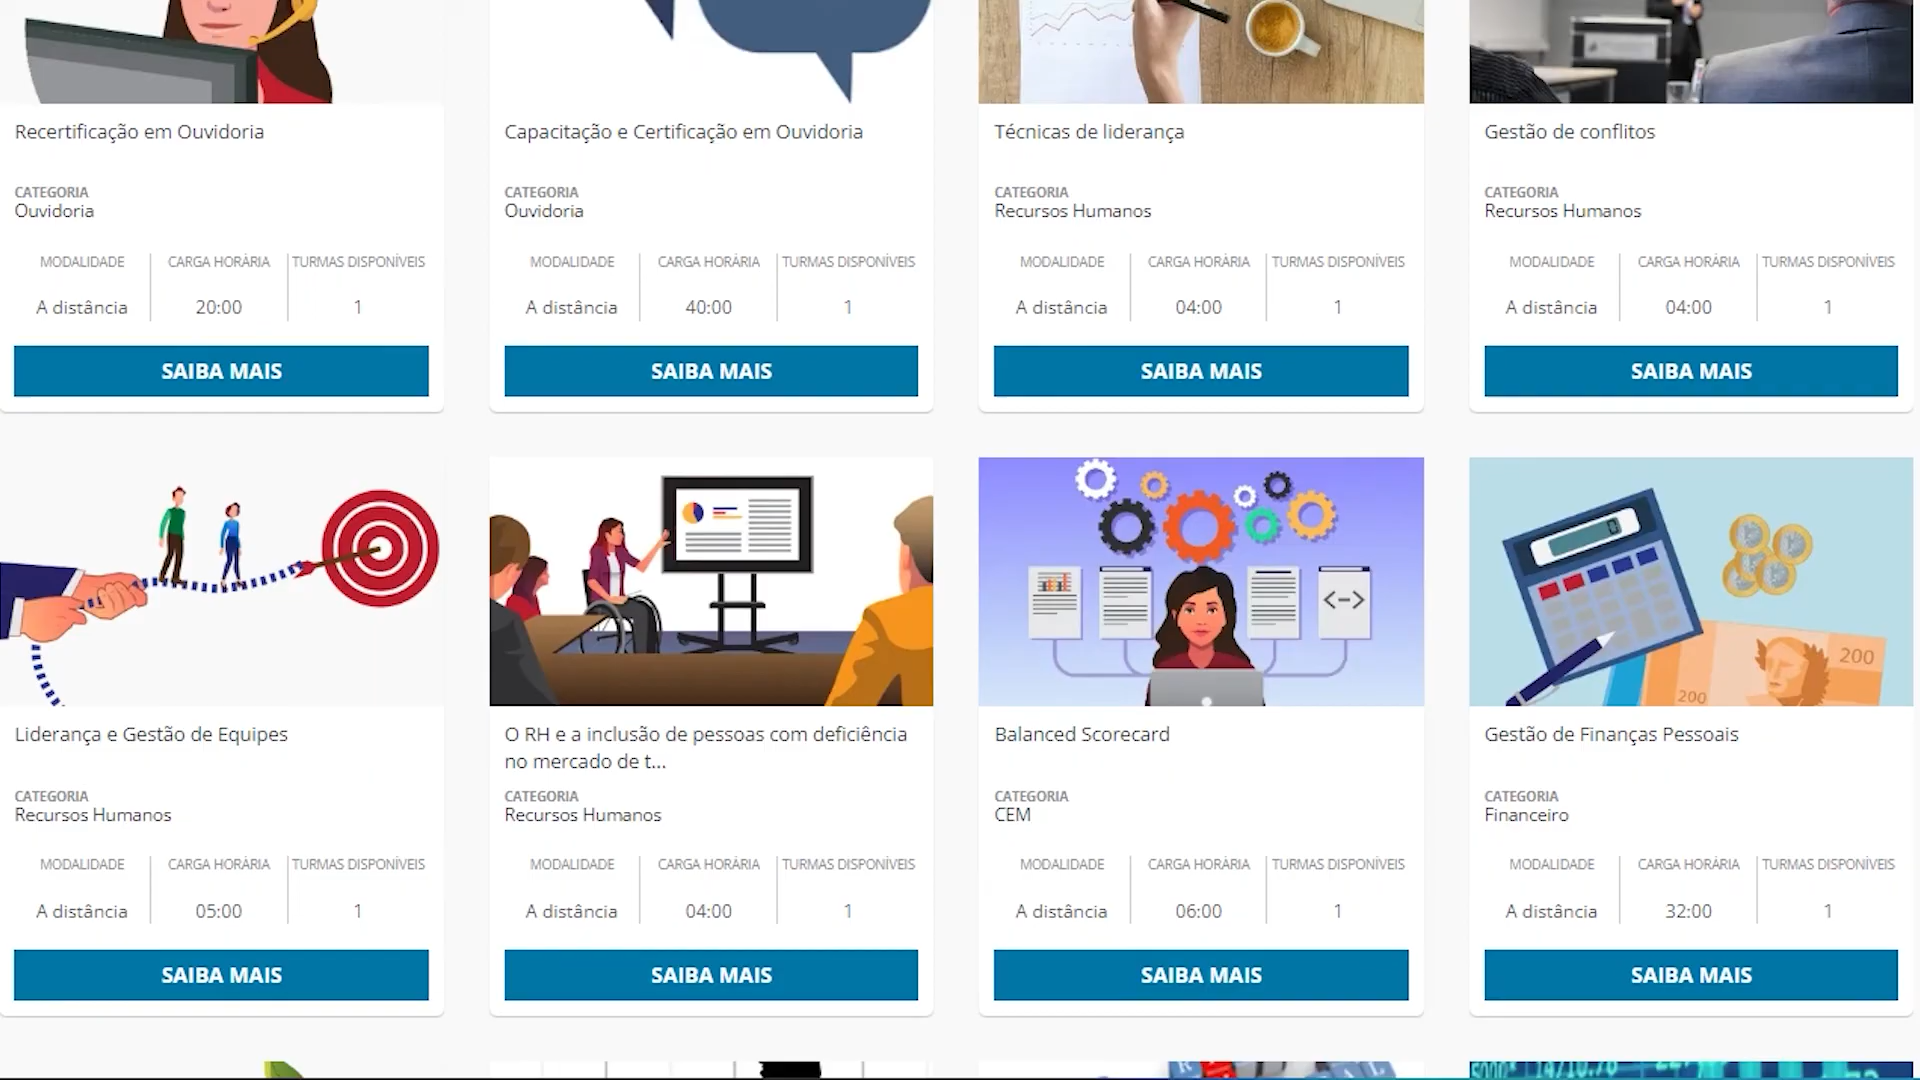 Recertificação em Ouvidoria
CATEGORIA
Ouvidoria
MODALIDADE CARGA HORÁRIA TURMAS DISPONÍVEIS
A distância 20:00 1
SAIBA MAIS
Capacitação e Certificação em Ouvidoria
CATEGORIA
Ouvidoria
MODALIDADE CARGA HORÁRIA TURMAS DISPONÍVEIS
A distância 40:00 1
SAIBA MAIS
Técnicas de liderança
CATEGORIA
Recursos Humanos
MODALIDADE CARGA HORÁRIA TURMAS DISPONÍVEIS
A distância 04:00 1
SAIBA MAIS
Gestão de conflitos
CATEGORIA
Recursos Humanos
MODALIDADE CARGA HORÁRIA TURMAS DISPONÍVEIS
A distância 04:00 1
SAIBA MAIS
Liderança e Gestão de Equipes
CATEGORIA
Recursos Humanos
MODALIDADE CARGA HORÁRIA TURMAS DISPONÍVEIS
A distância 05:00 1
SAIBA MAIS
O RH e a inclusão de pessoas com deficiência
no mercado de t...
CATEGORIA
Recursos Humanos
MODALIDADE CARGA HORÁRIA TURMAS DISPONÍVEIS
A distância 04:00 1
SAIBA MAIS
<-->
Balanced Scorecard
CATEGORIA
CEM
MODALIDADE CARGA HORÁRIA TURMAS DISPONÍVEIS
A distância 06:00 1
SAIBA MAIS
0
200
200
Gestão de Finanças Pessoais
CATEGORIA
Financeiro
MODALIDADE CARGA HORÁRIA TURMAS DISPONÍVEIS
A distância 32:00 1
SAIBA MAIS